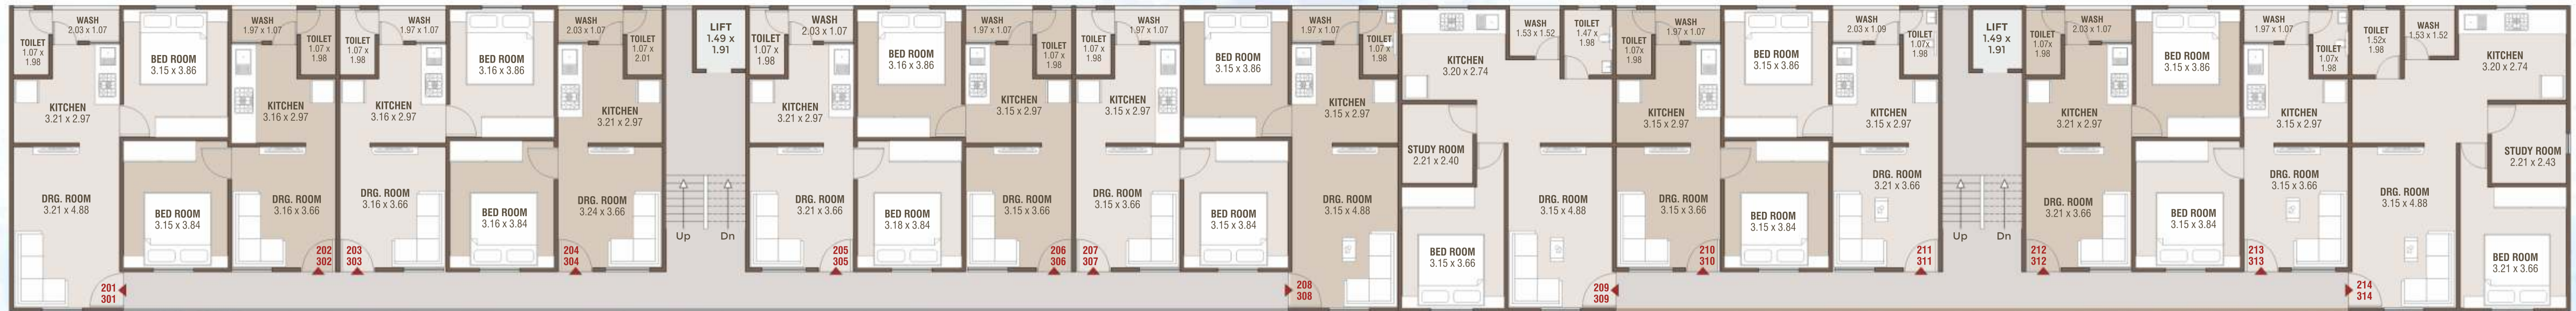 TOILET
1.07 x
1.98
WASH
2.03 x 1.07
KITCHEN
3.21 x 2.97
DRG. ROOM
3.21 x 4.88
201
301
BED ROOM
3.15 x 3.86
BED ROOM
3.15 x 3.84
WASH
1.97 x 1.07
TOILET
1.07 x
1.98
KITCHEN
3.16 x 2.97
DRG. ROOM
3.16 x 3.66
202
302
TOILET
1.07 x
1.98
WASH
1.97 x 1.07
KITCHEN
3.16 x 2.97
DRG. ROOM
3.16 x 3.66
203
303
BED ROOM
3.16 x 3.86
BED ROOM
3.16 x 3.84
WASH
2.03 x 1.07
TOILET
1.07 x
2.01
KITCHEN
3.21 x 2.97
DRG. ROOM
3.24 x 3.66
204
304
LIFT
1.49 x
1.91
Up
Dn
TOILET
1.07 x
1.98
WASH
2.03 x 1.07
KITCHEN
3.21 x 2.97
DRG. ROOM
3.21 x 3.66
205
305
BED ROOM
3.16 x 3.86
BED ROOM
3.18 x 3.84
WASH
1.97 x 1.07
TOILET
1.07 x
1.98
KITCHEN
3.15 x 2.97
DRG. ROOM
3.15 x 3.66
206
306
TOILET
1.07 x
1.98
WASH
1.97 x 1.07
KITCHEN
3.15 x 2.97
DRG. ROOM
3.15 x 3.66
207
307
BED ROOM
3.15 x 3.86
BED ROOM
3.15 x 3.84
WASH
1.97 x 1.07
TOILET
1.07 x
1.98
KITCHEN
3.15 x 2.97
DRG. ROOM
3.15 x 4.88
208
308
KITCHEN
3.20 x 2.74
WASH
1.53 x 1.52
TOILET
1.47 x
1.98
STUDY ROOM
2.21 x 2.40
BED ROOM
3.15 x 3.66
DRG. ROOM
3.15 x 4.88
209
309
TOILET
1.07x
1.98
WASH
1.97 x 1.07
KITCHEN
3.15 x 2.97
DRG. ROOM
3.15 x 3.66
210
310
BED ROOM
3.15 x 3.86
BED ROOM
3.15 x 3.84
WASH
2.03 x 1.09
TOILET
1.07x
1.98
KITCHEN
3.15 x 2.97
DRG. ROOM
3.21 x 3.66
211
311
LIFT
1.49 x
1.91
Up
Dn
TOILET
1.07x
1.98
WASH
2.03 x 1.07
KITCHEN
3.21 x 2.97
DRG. ROOM
3.21 x 3.66
212
312
BED ROOM
3.15 x 3.86
BED ROOM
3.15 x 3.84
WASH
1.97 x 1.07
TOILET
1.07x
1.98
KITCHEN
3.15 x 2.97
DRG. ROOM
3.15 x 3.66
213
313
TOILET
1.52x
1.98
WASH
1.53 x 1.52
KITCHEN
3.20 x 2.74
STUDY ROOM
2.21 x 2.43
DRG. ROOM
3.15 x 4.88
BED ROOM
3.21 x 3.66
214
314